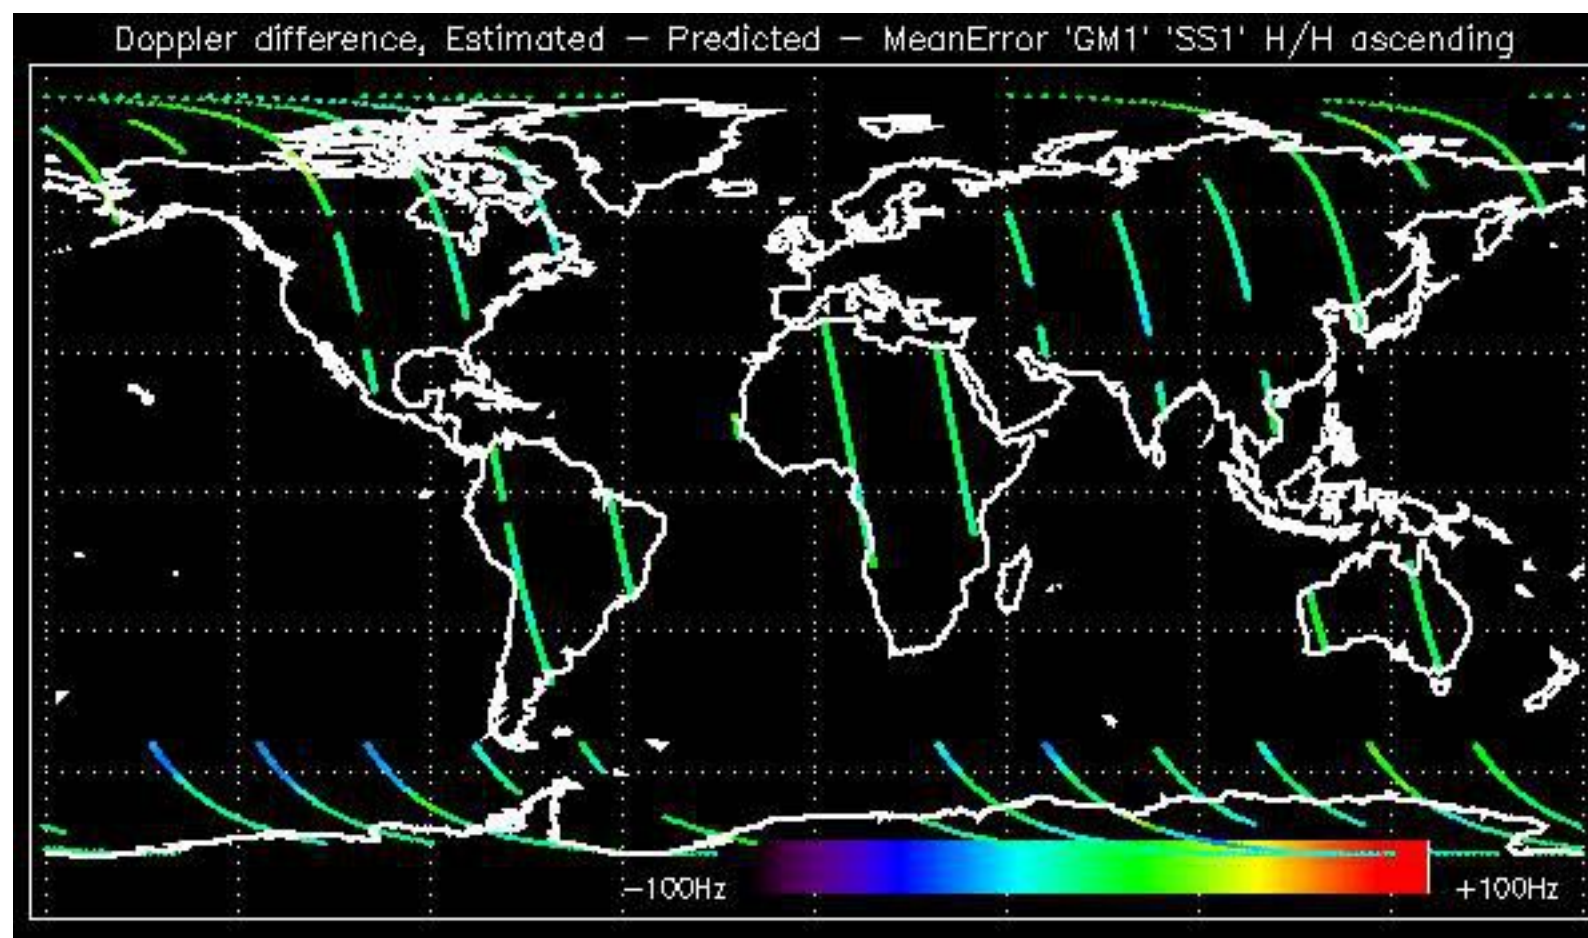 Doppler difference, Estimated – Predicted – MeanError 'GM1' 'SS1' H/H ascending
−100Hz
+100Hz